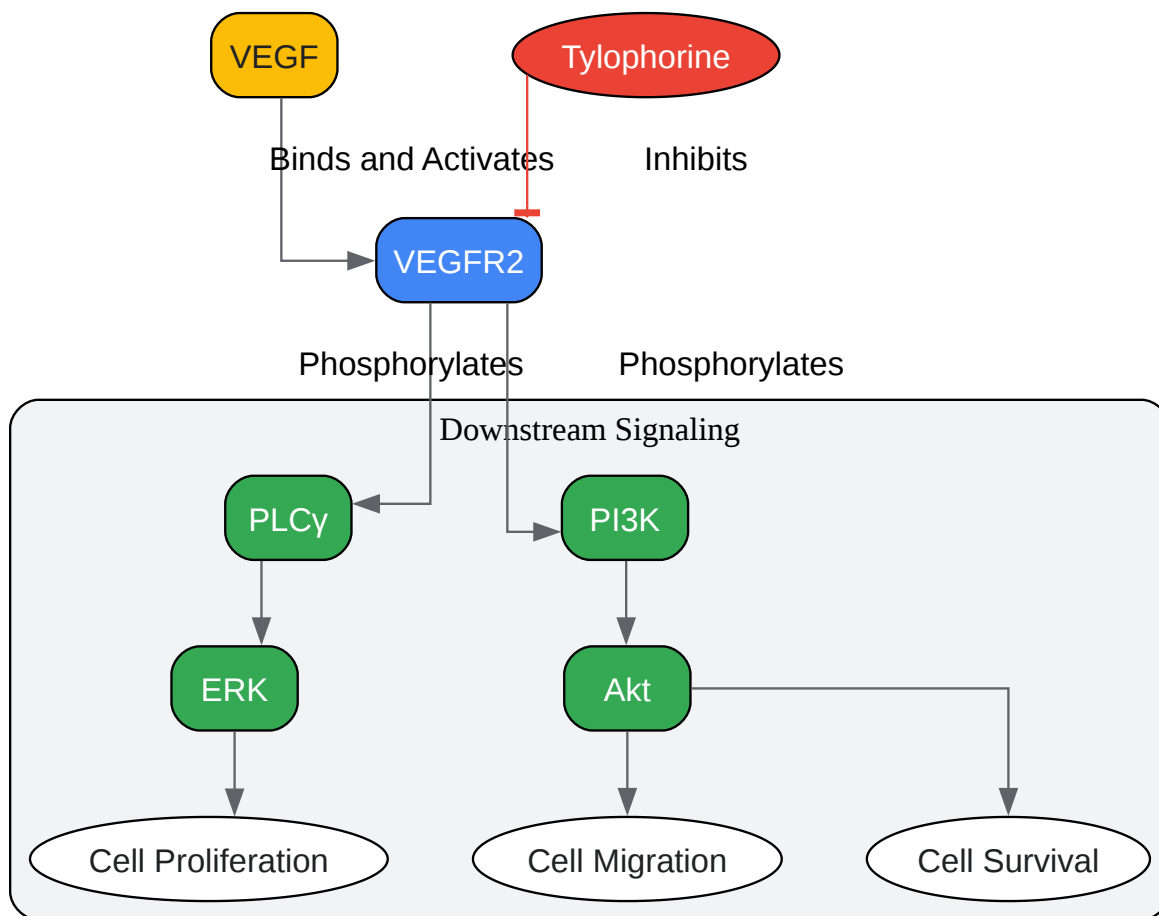 VEGF
Tylophorine
Binds and Activates
Inhibits
VEGFR2
Phosphorylates
Phosphorylates
Downstream Signaling
PLCγ
PI3K
ERK
Akt
Cell Proliferation
Cell Migration
Cell Survival